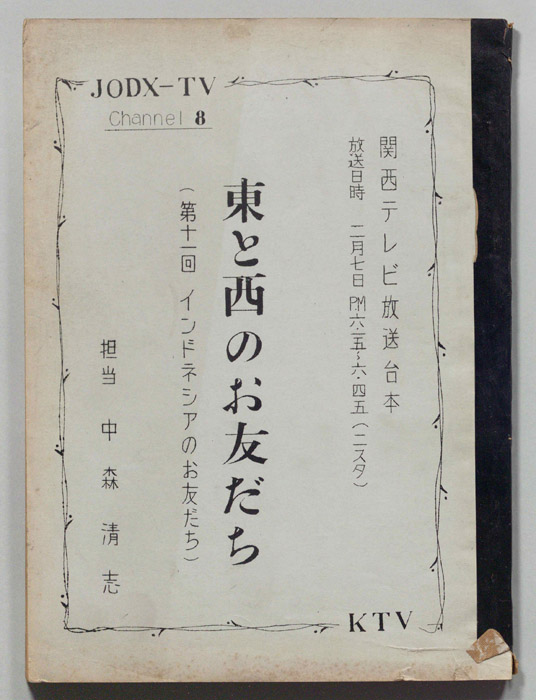 JODX-TV
Channel 8
関西テレビ放送台本
放送日時 二月七日 PM六・一五~六・四五(二スタ)
東と西のお友だち
(第十一回 インドネシアのお友だち)
担当 中森清志
KTV